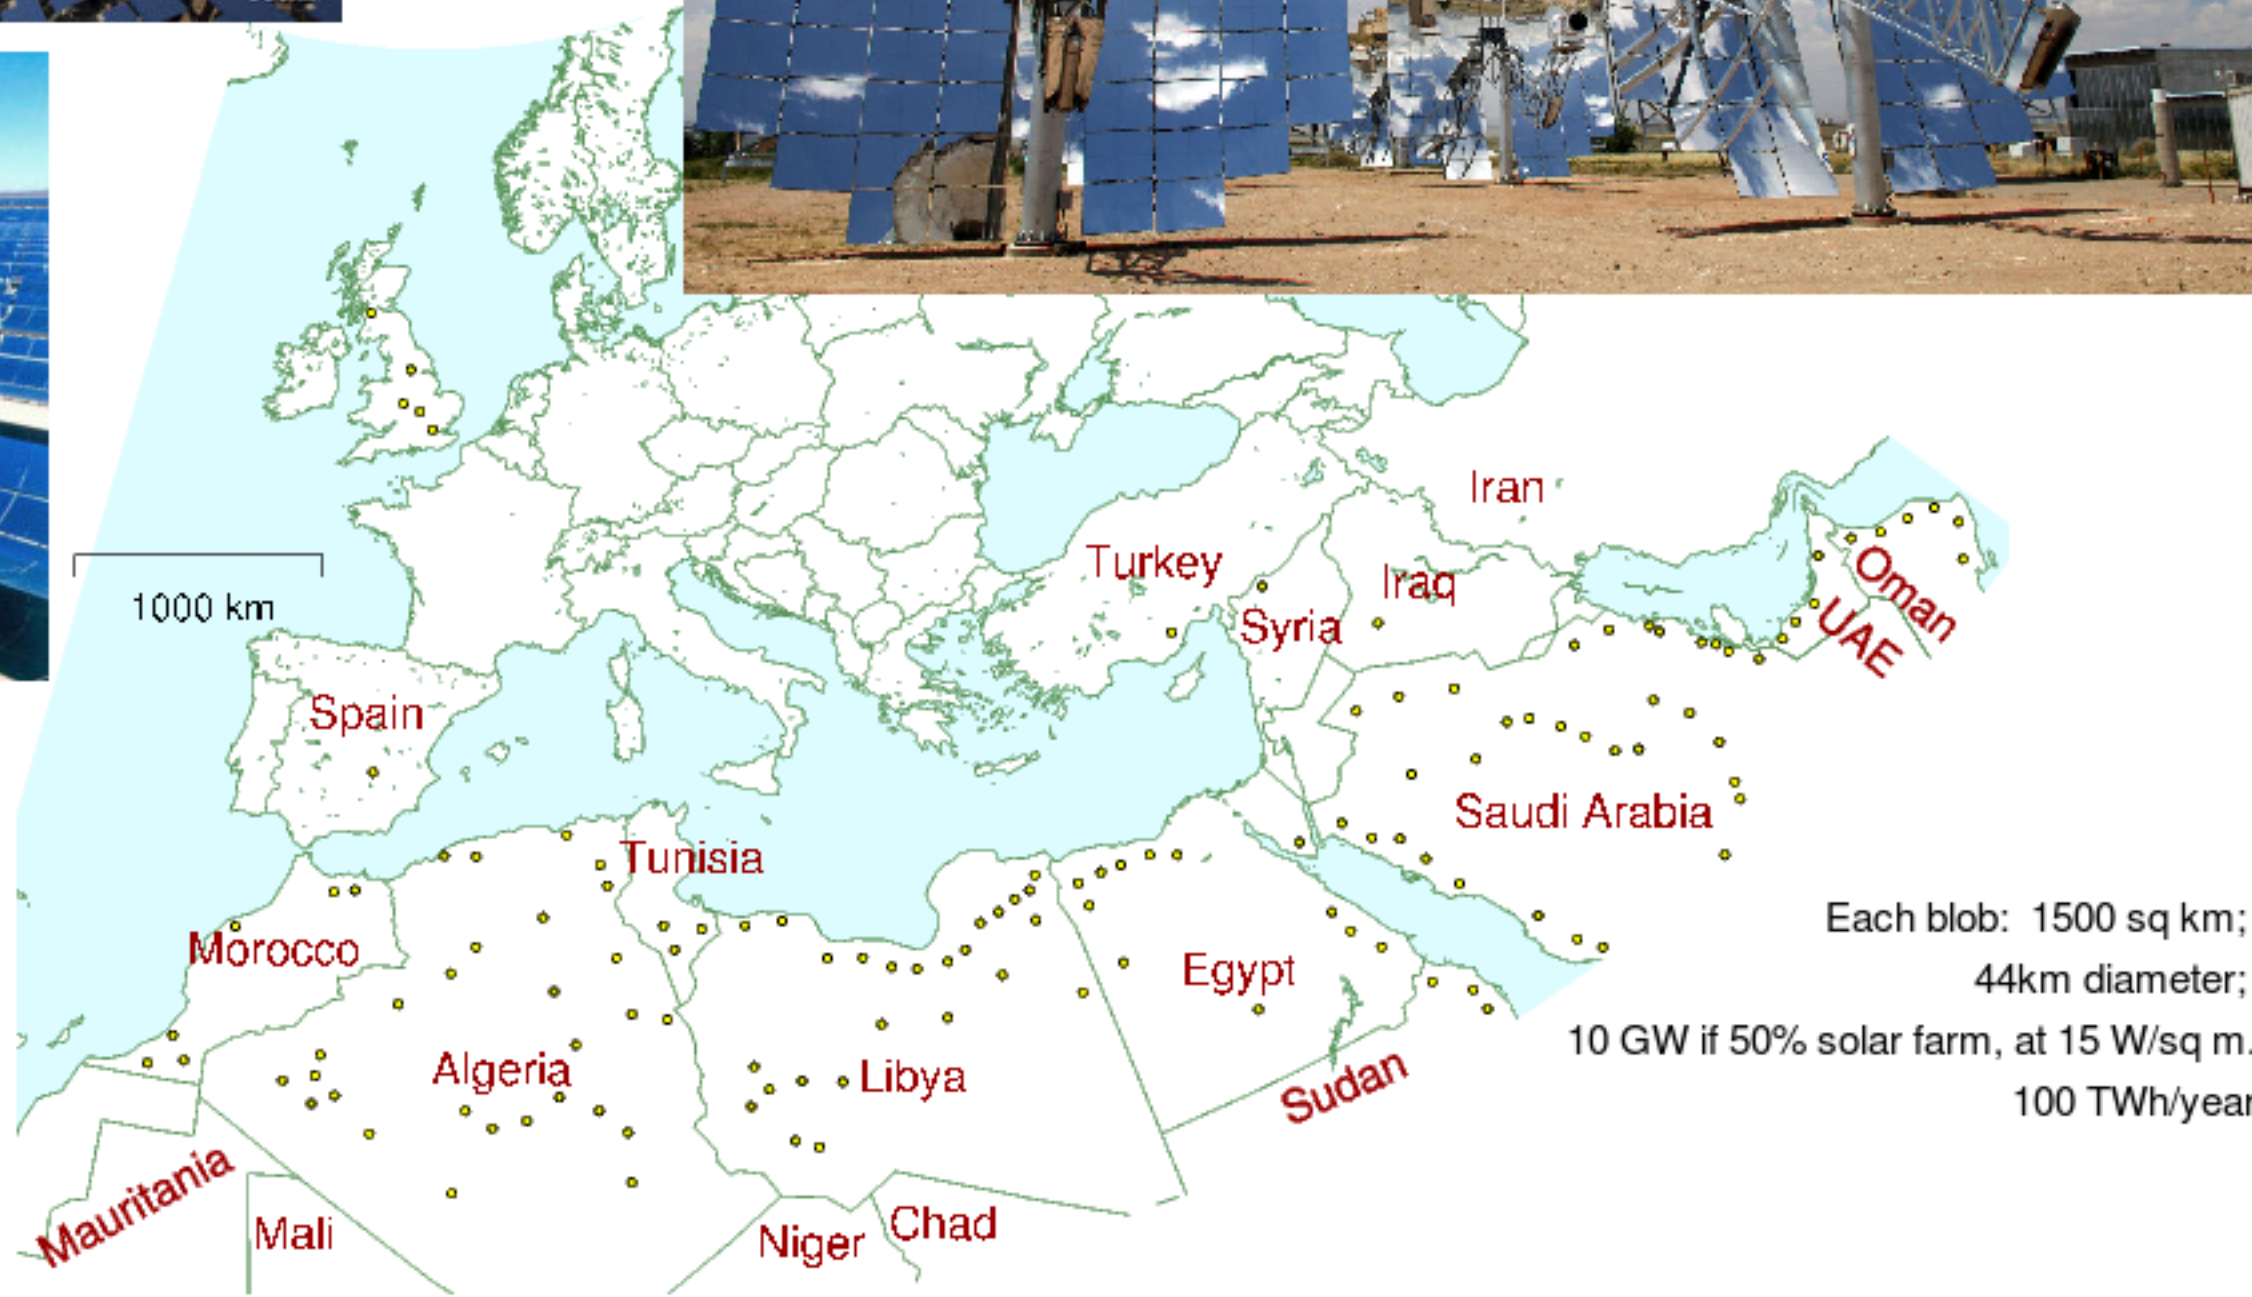 Iran
Turkey
Iraq
Oman
1000 km
Syria
UAE
Spain
Saudi Arabia
Tunisia
Each blob: 1500 sq km;
Morocco
Egypt
44km diameter;
10 GW if 50% solar farm, at 15 W/sq m.
Algeria
Libya
Sudan
100 TWh/year
Mauritania
Mali
Niger
Chad